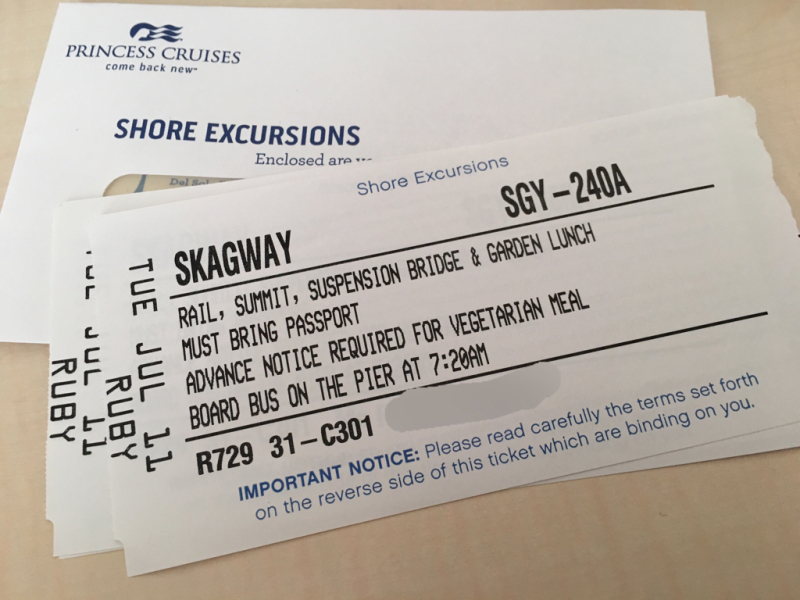 PRINCESS CRUISES
come back new℠
SHORE EXCURSIONS
Enclosed are
Shore Excursions
SKAGWAY SGY-240A
RAIL, SUMMIT, SUSPENSION BRIDGE & GARDEN LUNCH
MUST BRING PASSPORT
ADVANCE NOTICE REQUIRED FOR VEGETARIAN MEAL
BOARD BUS ON THE PIER AT 7:20AM
R729 31-C301
IMPORTANT NOTICE: Please read carefully the terms set forth
on the reverse side of this ticket which are binding on you.
TUE JUL 11
RUBY
JUL 11
RUBY